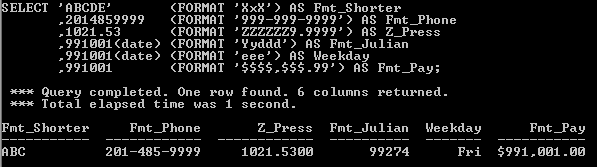 SELECT 'ABCDE' (FORMAT 'XxX') AS Fmt_Shorter
,2014859999 (FORMAT '999-999-9999') AS Fmt_Phone
,1021.53 (FORMAT 'ZZZZZZ9.9999') AS Z_Press
,991001(date) (FORMAT 'Yyddd') AS Fmt_Julian
,991001(date) (FORMAT 'eee') AS Weekday
,991001 (FORMAT '$$$$,$$$.99') AS Fmt_Pay;
*** Query completed. One row found. 6 columns returned.
*** Total elapsed time was 1 second.
Fmt_Shorter Fmt_Phone Z_Press Fmt_Julian Weekday Fmt_Pay
----------- ------------ ------------ ---------- ------- -----------
ABC 201-485-9999 1021.5300 99274 Fri $991,001.00